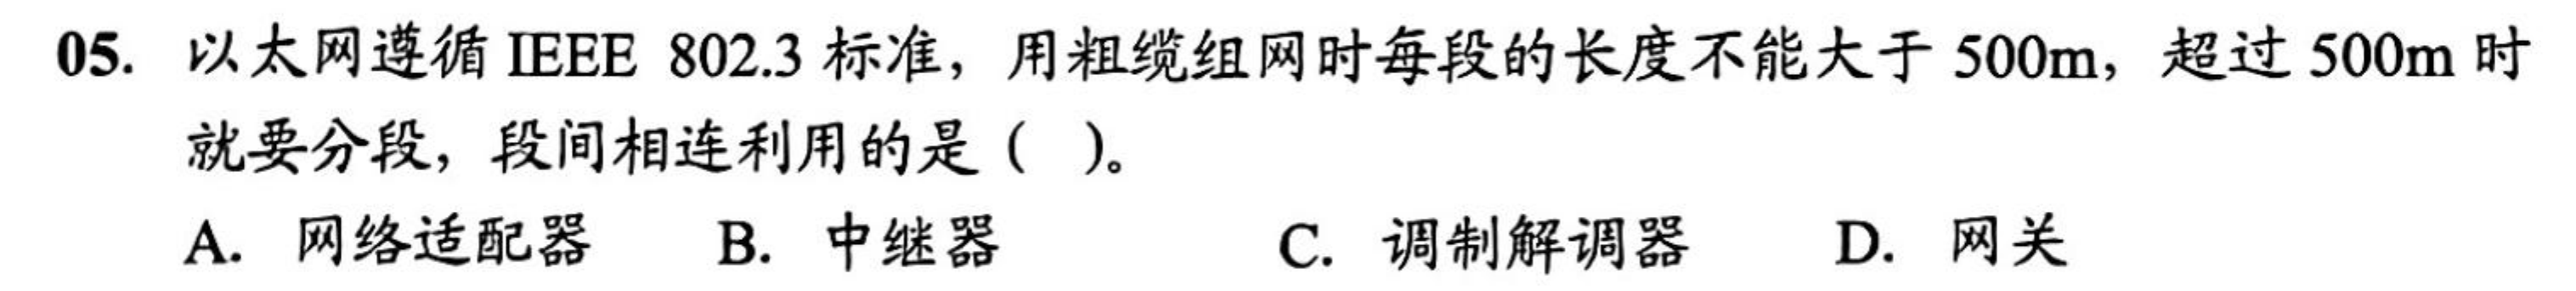 05. 以太网遵循 IEEE 802.3 标准，用粗缆组网时每段的长度不能大于 500m，超过 500m 时
就要分段，段间相连利用的是（ ）。
A. 网络适配器 B. 中继器 C. 调制解调器 D. 网关